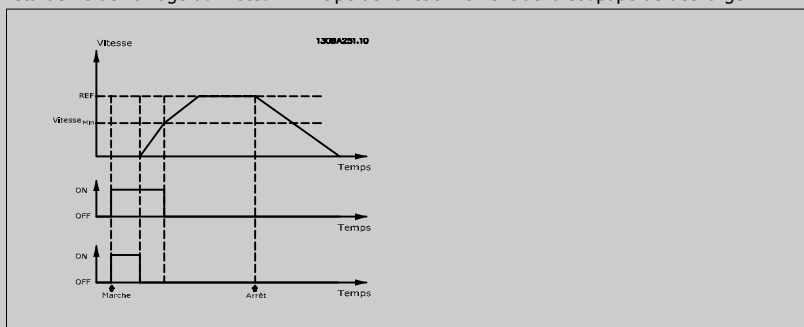 Vitesse
130BA251.10
REF
Vitesse Min
Temps
ON
OFF
Temps
ON
OFF
Marche
Arrêt
Temps